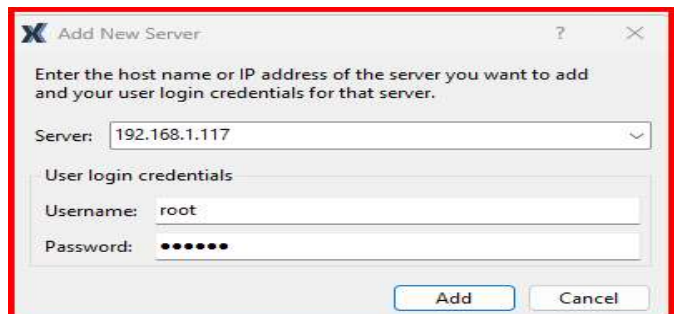 Add New Server
Enter the host name or IP address of the server you want to add
and your user login credentials for that server.
Server: 192.168.1.117
User login credentials
Username: root
Password: ••••••
Add Cancel